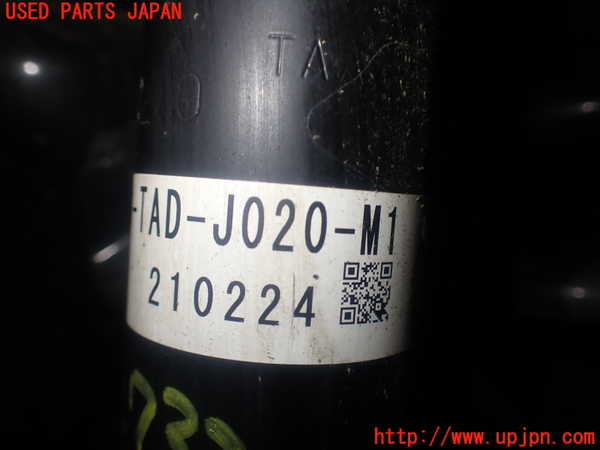 USED PARTS JAPAN
TA
-TAD-J020-M1
210224
http://www.upjpn.com/